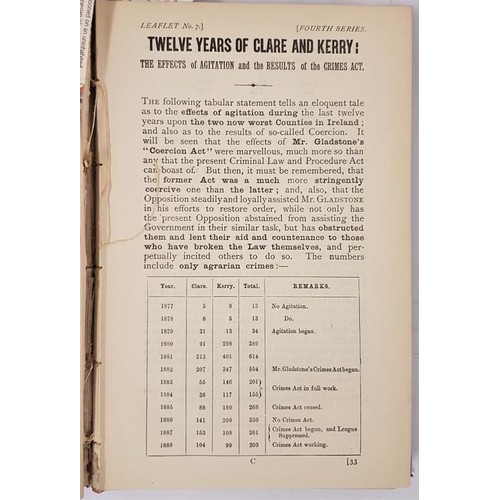 LEAFLET No. 7.] [FOURTH SERIES.
TWELVE YEARS OF CLARE AND KERRY:
THE EFFECTS OF AGITATION and the RESULTS of the CRIMES ACT.
THE following tabular statement tells an eloquent tale
as to the effects of agitation during the last twelve
years upon the two now worst Counties in Ireland;
and also as to the results of so-called Coercion. It
will be seen that the effects of Mr. Gladstone's
"Coercion Act" were marvellous, much more so than
any that the present Criminal Law and Procedure Act
can boast of. But then, it must be remembered, that
the former Act was a much more stringently
coercive one than the latter; and, also, that the
Opposition steadily and loyally assisted Mr. GLADSTONE
in his efforts to restore order, while not only has
the present Opposition abstained from assisting the
Government in their similar task, but has obstructed
them and lent their aid and countenance to those
who have broken the Law themselves, and per-
petually incited others to do so. The numbers
include only agrarian crimes:—
Year. Clare. Kerry. Total. REMARKS.
1877 5 8 13 No Agitation.
1878 8 5 13 Do.
1879 21 13 34 Agitation began.
1880 91 298 389
1881 213 401 614
1882 207 347 554 Mr. Gladstone's Crimes Act began.
1883 55 146 201 } Crimes Act in full work.
1884 38 117 155
1885 88 180 268 Crimes Act ceased.
1886 141 209 350 No Crimes Act.
1887 153 108 261 { Crimes Act began, and League
Suppressed.
1888 104 99 203 Crimes Act working.
C [33